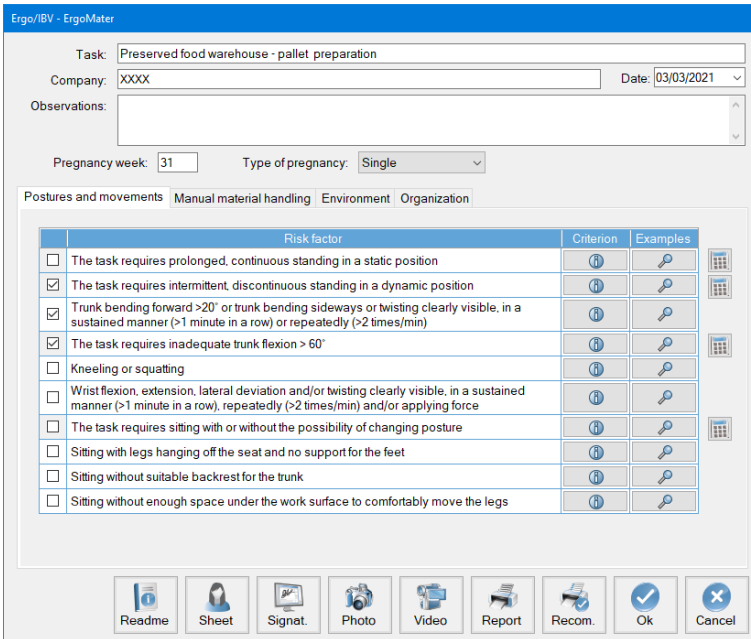 Ergo/IBV - ErgoMater
Task: Preserved food warehouse - pallet preparation
Company: XXXX Date: 03/03/2021
Observations:
Pregnancy week: 31 Type of pregnancy: Single
Postures and movements Manual material handling Environment Organization
Risk factor Criterion Examples
The task requires prolonged, continuous standing in a static position
The task requires intermittent, discontinuous standing in a dynamic position
Trunk bending forward >20° or trunk bending sideways or twisting clearly visible, in a
sustained manner (>1 minute in a row) or repeatedly (>2 times/min)
The task requires inadequate trunk flexion > 60°
Kneeling or squatting
Wrist flexion, extension, lateral deviation and/or twisting clearly visible, in a sustained
manner (>1 minute in a row), repeatedly (>2 times/min) and/or applying force
The task requires sitting with or without the possibility of changing posture
Sitting with legs hanging off the seat and no support for the feet
Sitting without suitable backrest for the trunk
Sitting without enough space under the work surface to comfortably move the legs
Readme Sheet Signat. Photo Video Report Recom. Ok Cancel